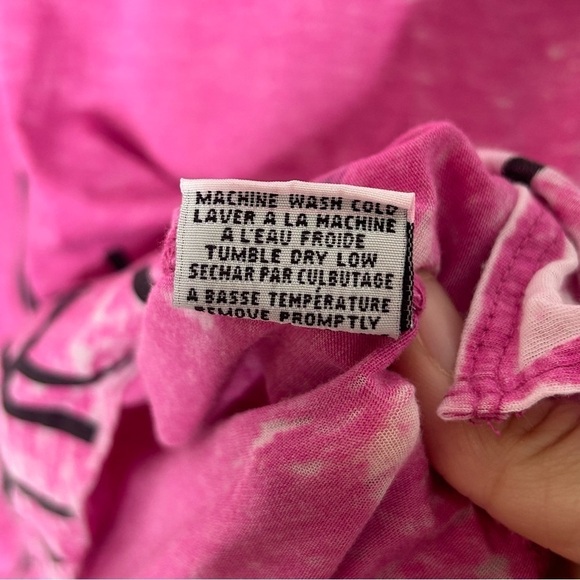 MACHINE WASH COLD
LAVER A LA MACHINE
A L'EAU FROIDE
TUMBLE DRY LOW
SECHAR PAR CULBUTAGE
A BASSE TEMPÉRATURE
REMOVE PROMPTLY